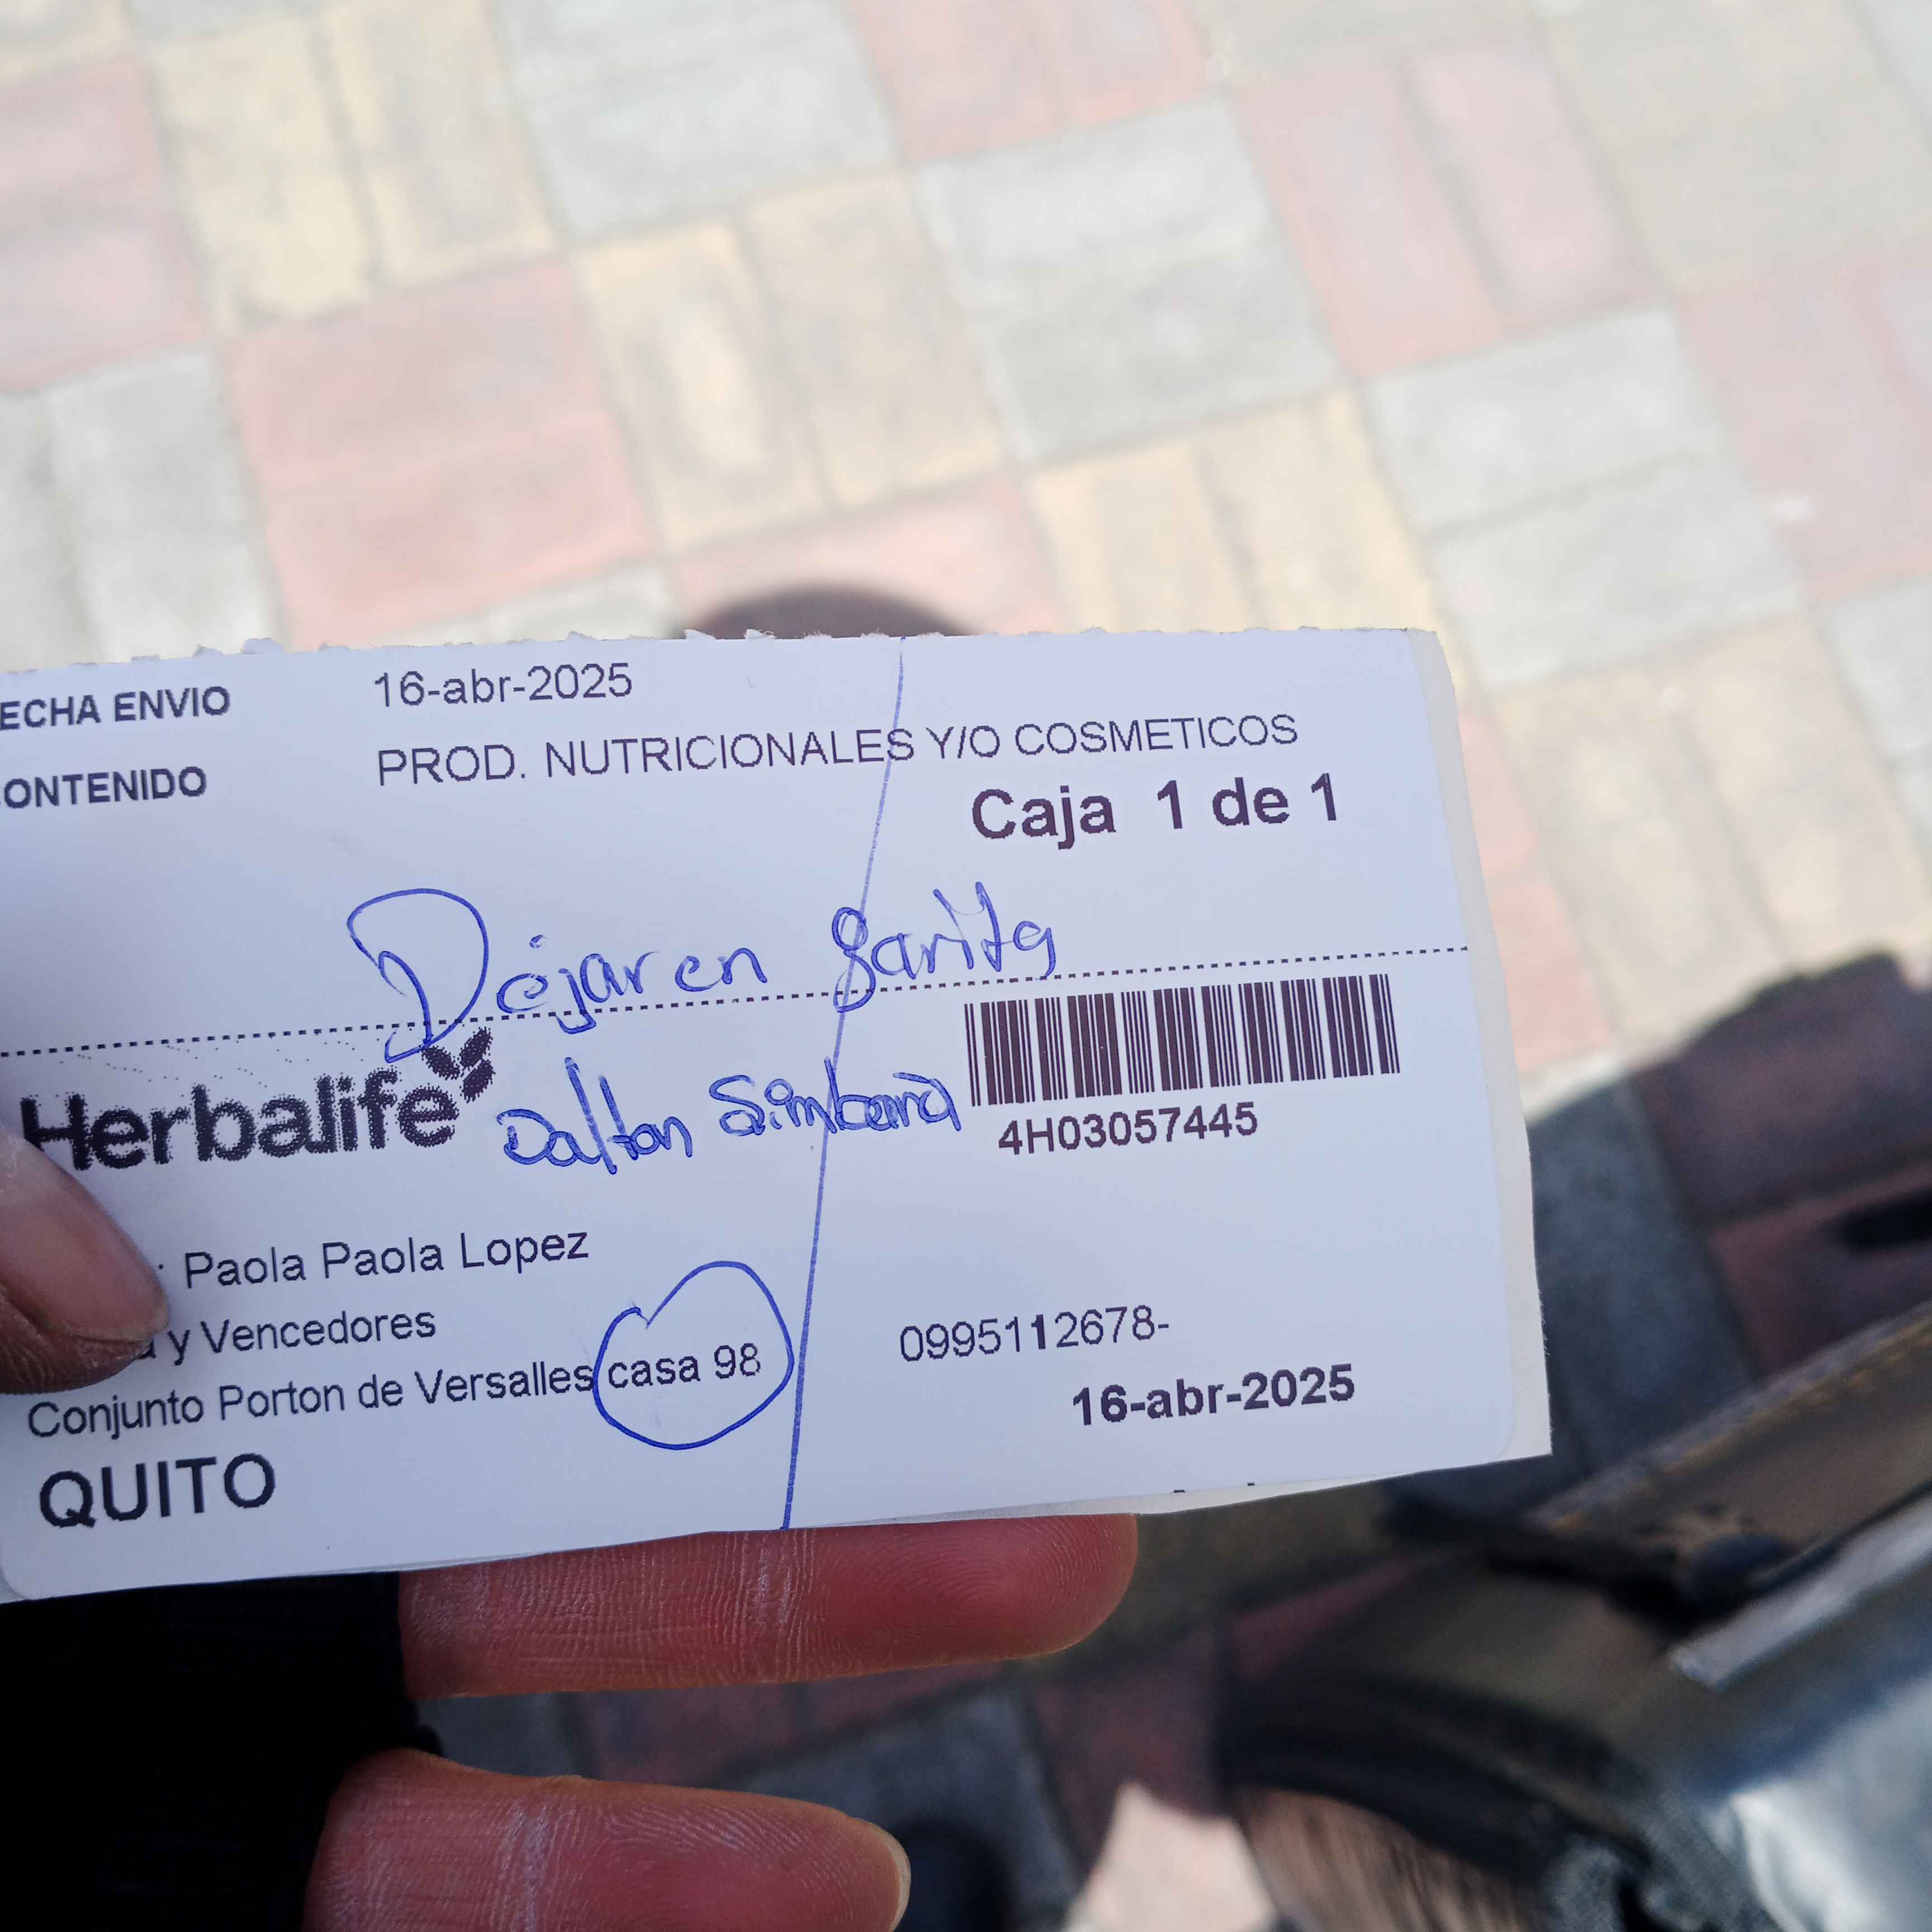 ECHA ENVIO 16-abr-2025
ONTENIDO PROD. NUTRICIONALES Y/O COSMETICOS
Caja 1 de 1
Dejar en garita
Herbalife
Dalton Simbaña
4H03057445
: Paola Paola Lopez
a y Vencedores
Conjunto Porton de Versalles casa 98
0995112678-
16-abr-2025
QUITO